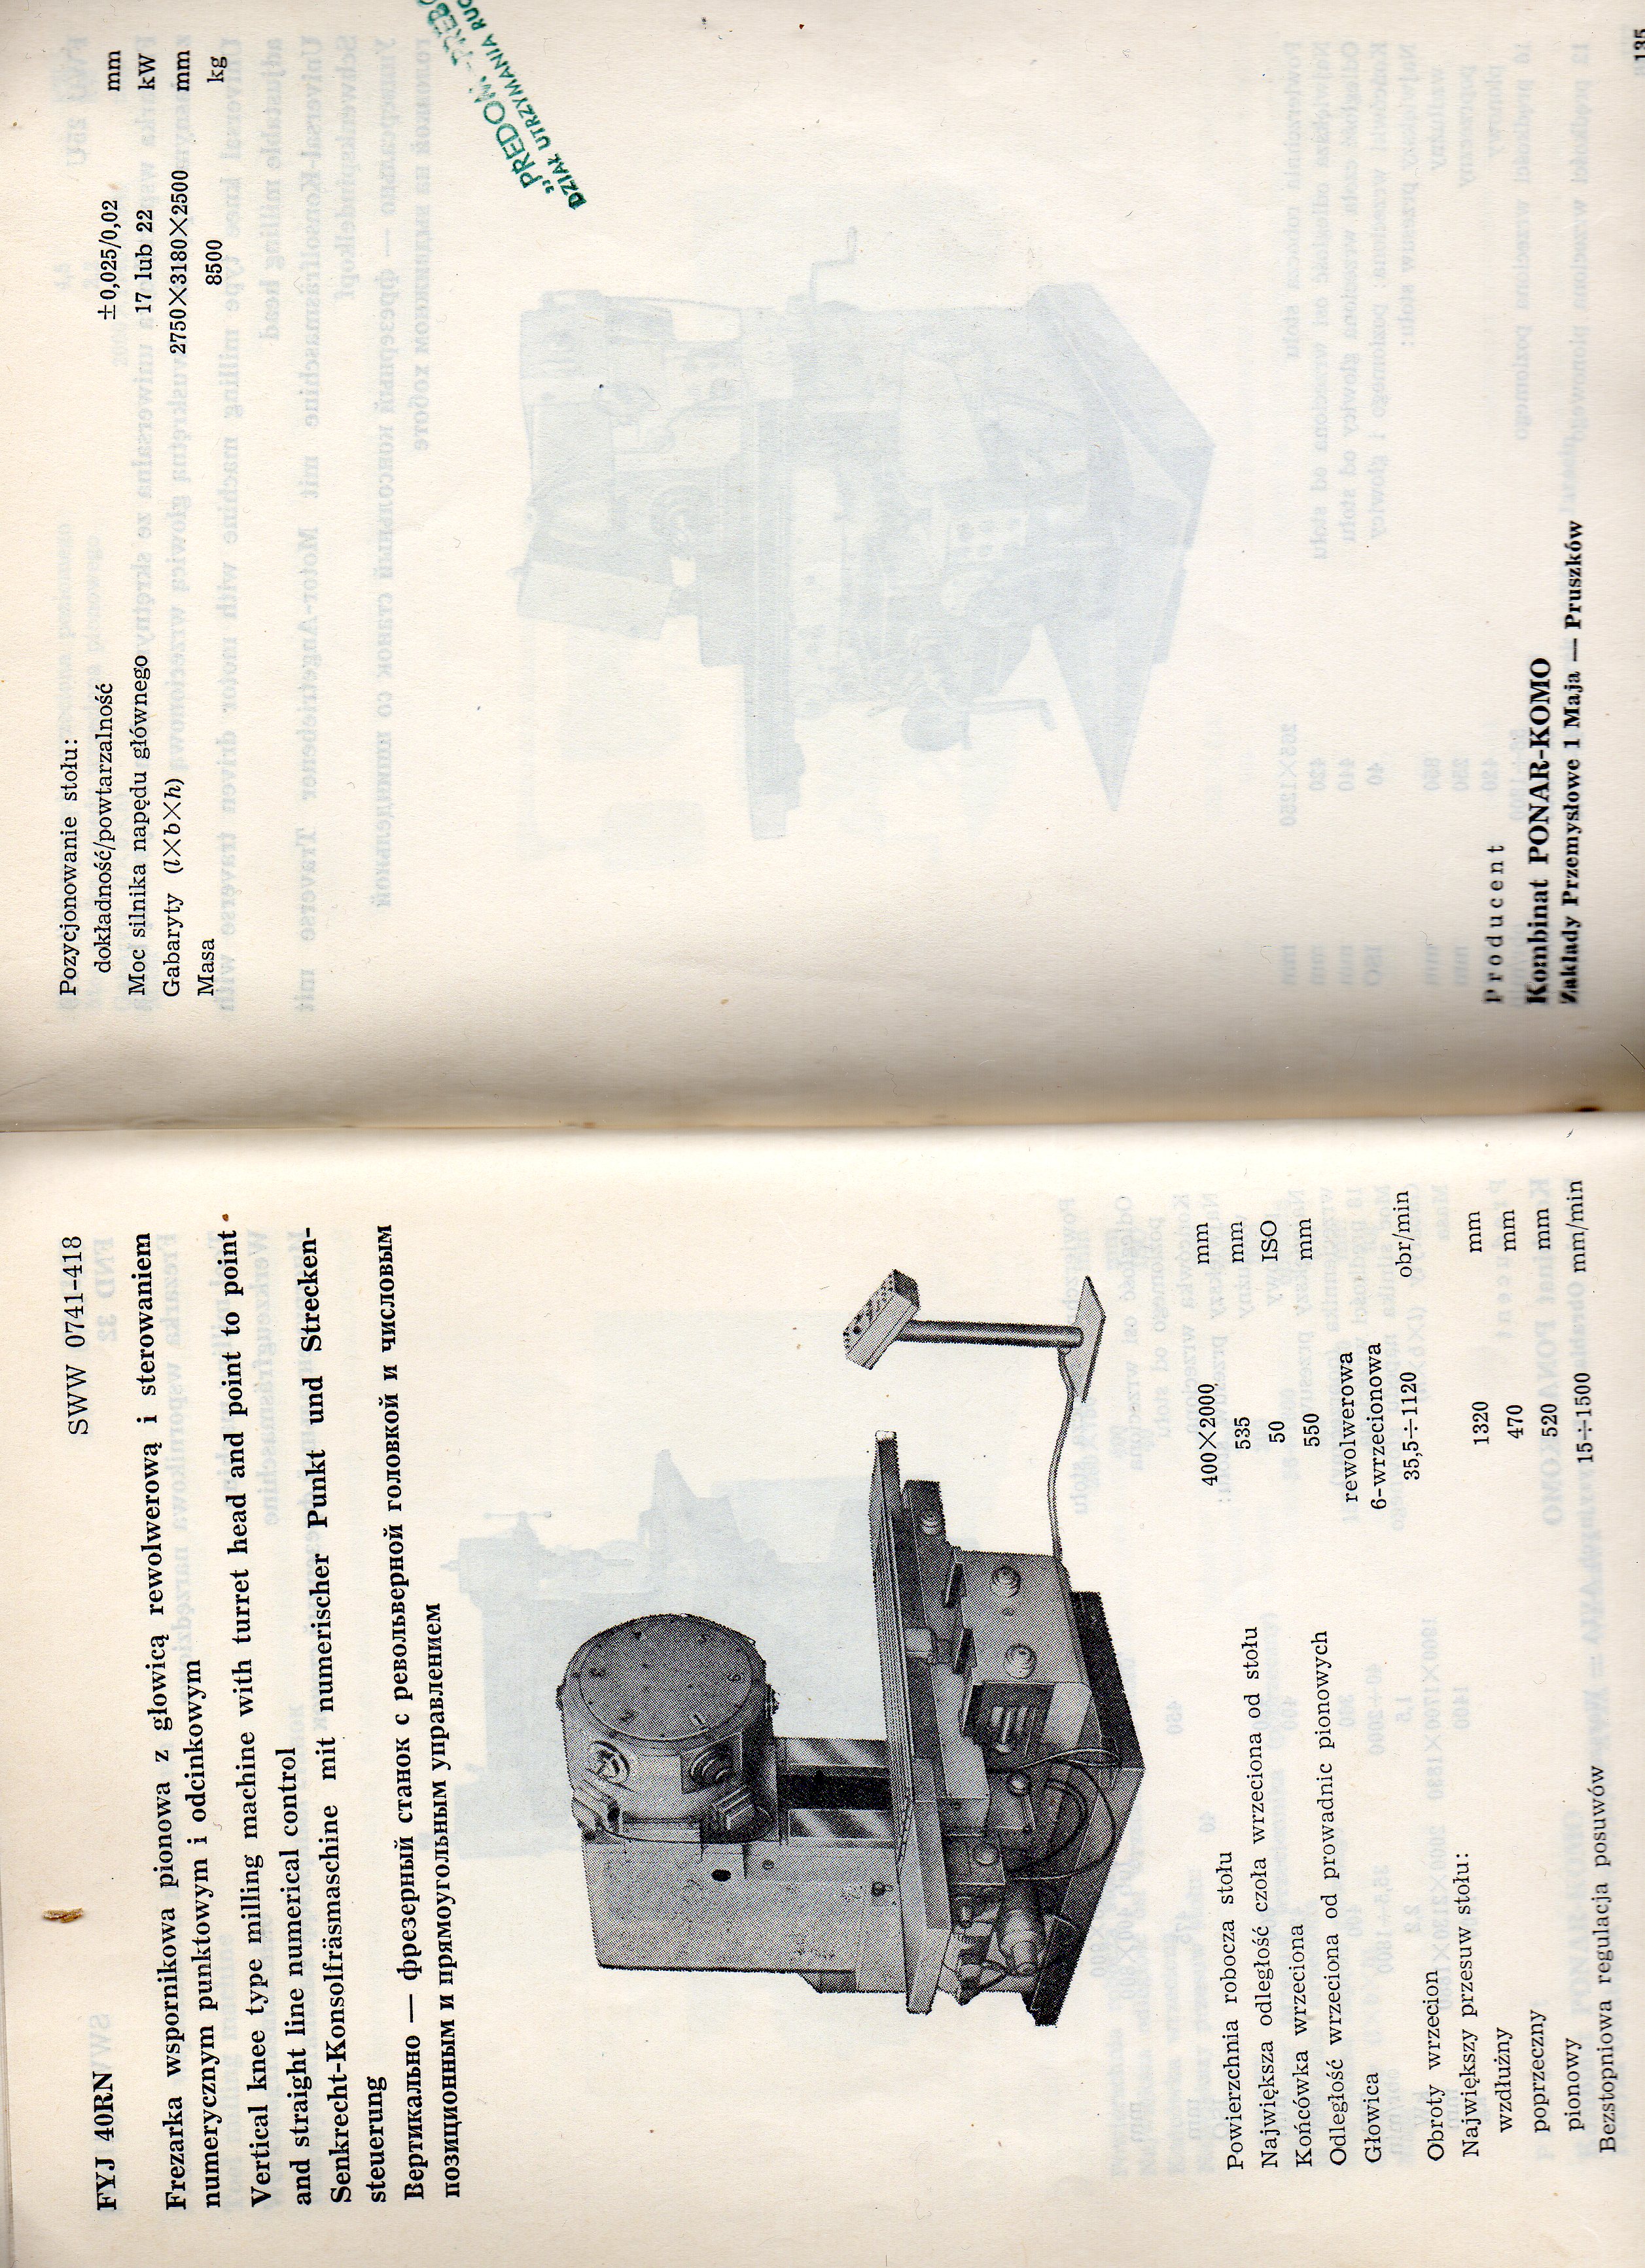 SWW 0741-418
FYJ 40RN
Frezarka wspornikowa pionowa z głowicą rewolwerową i sterowaniem
numerycznym punktowym i odcinkowym
Vertical knee type milling machine with turret head and point to point
and straight line numerical control
Senkrecht-Konsolfräsmaschine mit numerischer Punkt und Strecken-
steuerung
Вертикально — фрезерный станок с револьверной головкой и числовым
позиционным и прямоугольным управлением
Powierzchnia robocza stołu 400×2000 mm
Największa odległość czoła wrzeciona od stołu 535 mm
Końcówka wrzeciona 50 ISO
Odległość wrzeciona od prowadnic pionowych 550 mm
Głowica rewolwerowa
6-wrzecionowa
Obroty wrzecion 35,5÷1120 obr/min
Największy przesuw stołu:
wzdłużny 1320 mm
poprzeczny 470 mm
pionowy 520 mm
Bezstopniowa regulacja posuwów 15÷1500 mm/min
Pozycjonowanie stołu:
dokładność/powtarzalność ±0,025/0,02 mm
Moc silnika napędu głównego 17 lub 22 kW
Gabaryty (l×b×h) 2750×3180×2500 mm
Masa 8500 kg
„PREDOM-PREBO
DZIAŁ UTRZYMANIA RUC
Producent
Kombinat PONAR-KOMO
Zakłady Przemysłowe 1 Maja — Pruszków
135